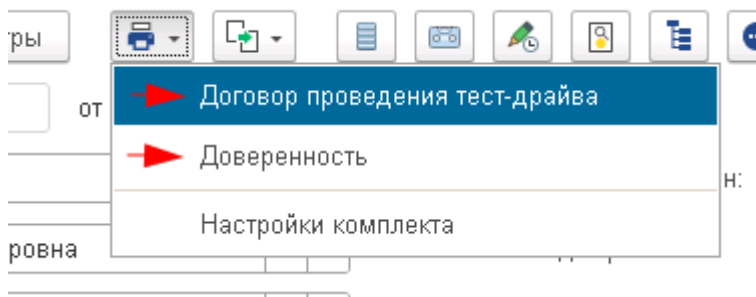 ры
от
Договор проведения тест-драйва
Доверенность
н:
Настройки комплекта
ровна